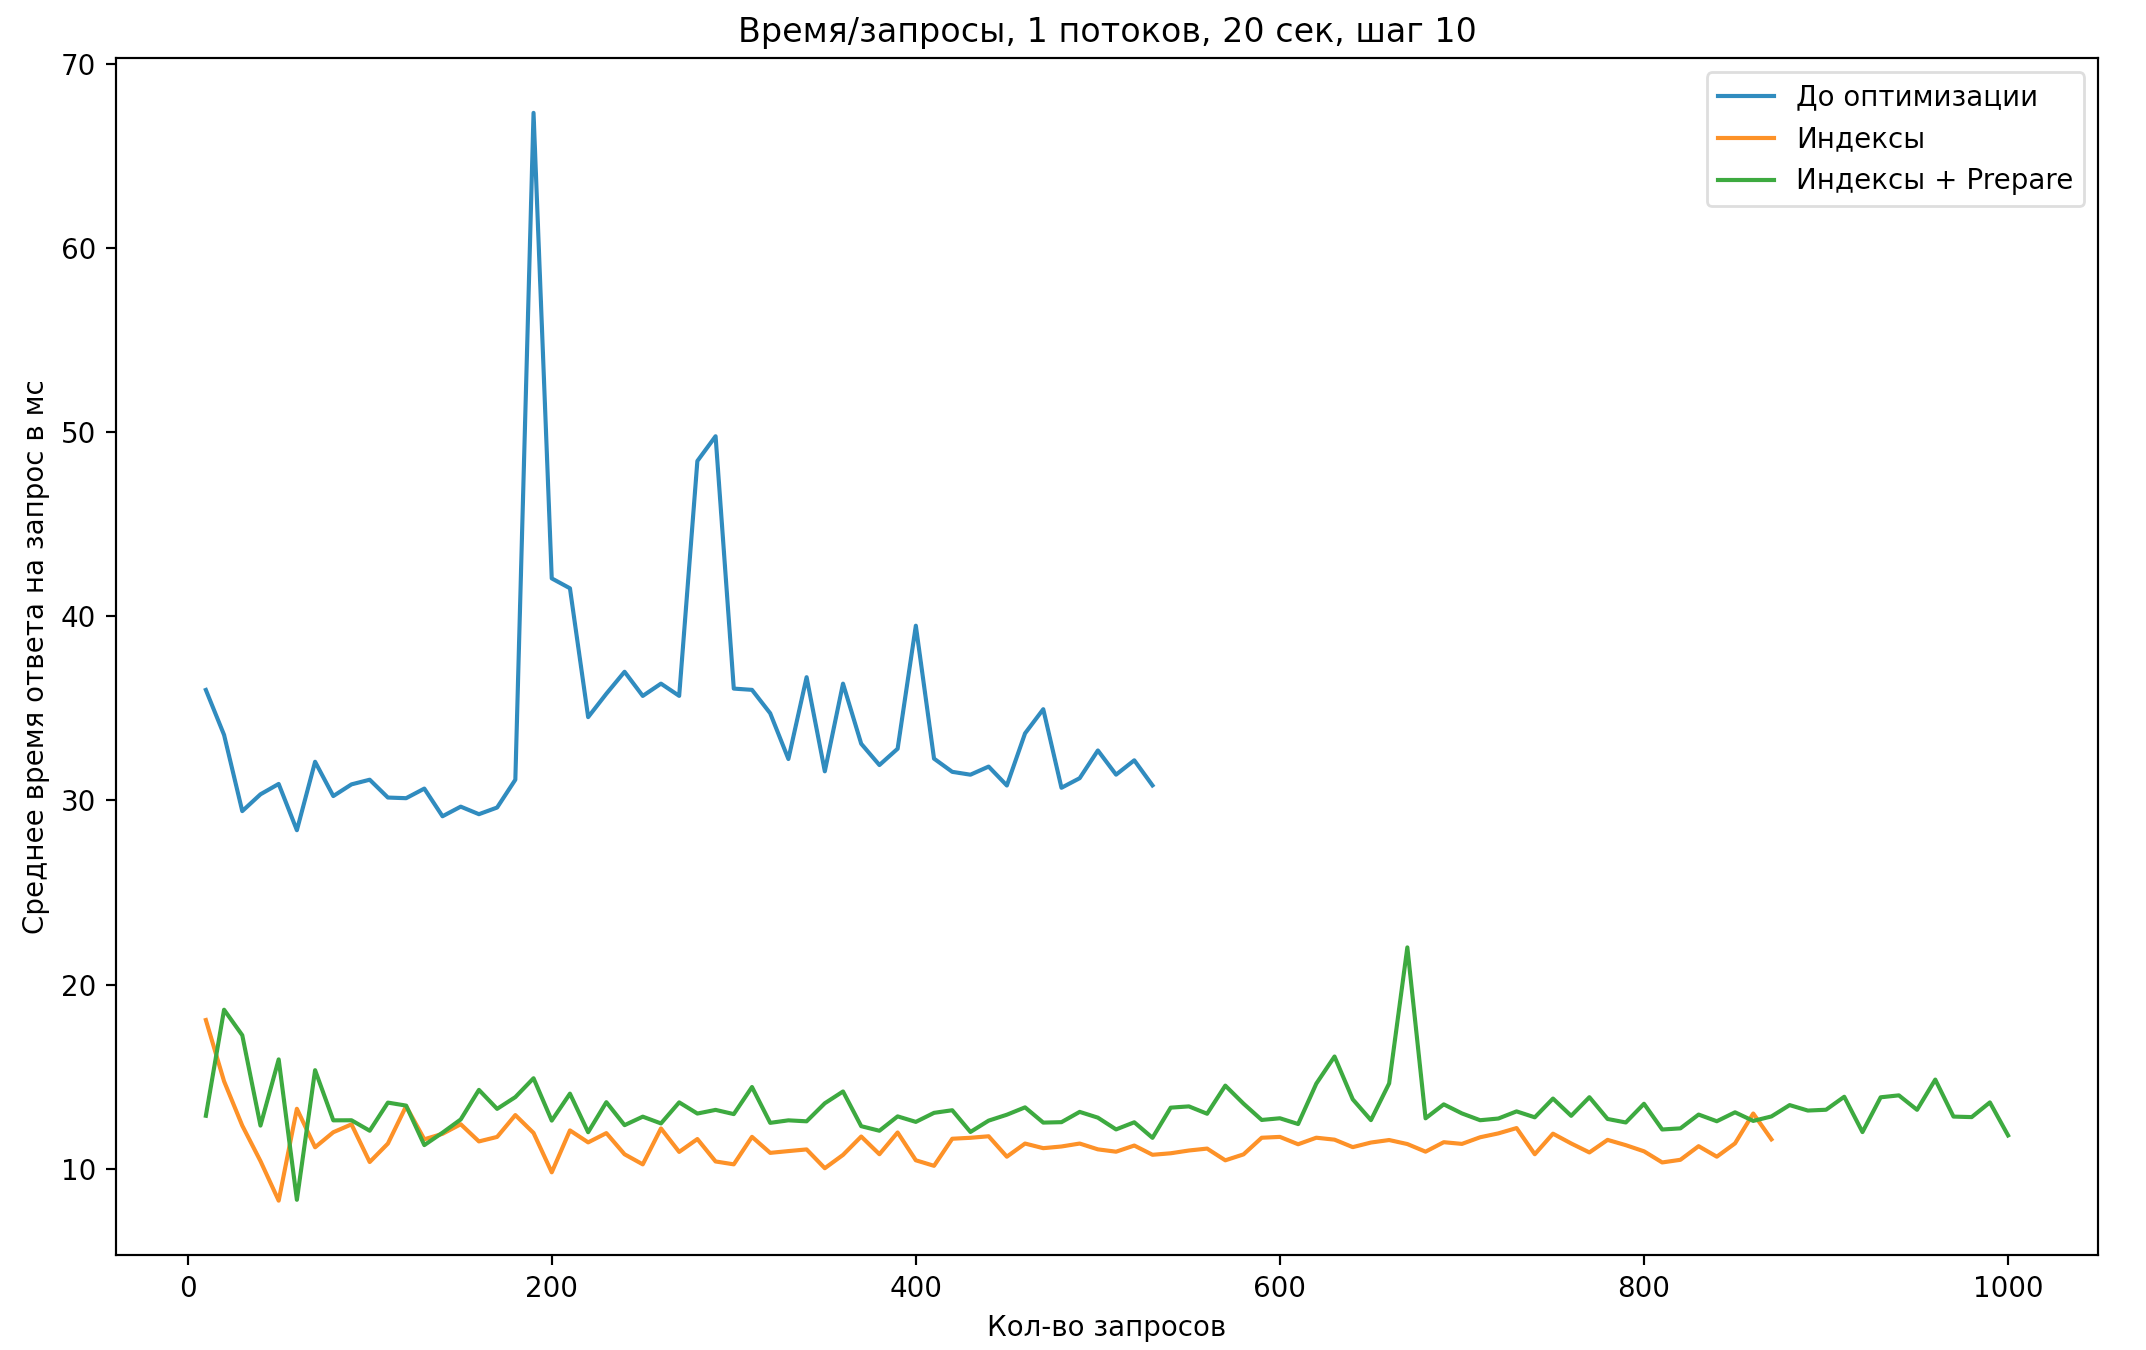 Время/запросы, 1 потоков, 20 сек, шаг 10
До оптимизации
Индексы
Индексы + Prepare
Среднее время ответа на запрос в мс
70
60
50
40
30
20
10
0 200 400 600 800 1000
Кол-во запросов